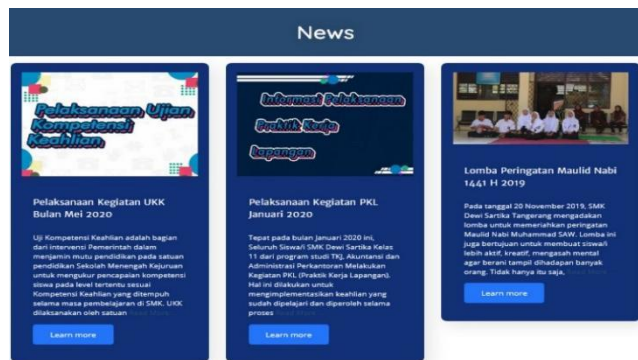 News
Pelaksanaan Ujian
Kompetensi
Keahlian
Pelaksanaan Kegiatan UKK
Bulan Mei 2020
Uji Kompetensi Keahlian adalah bagian
dari intervensi Pemerintah dalam
menjamin mutu pendidikan pada satuan
pendidikan Sekolah Menengah Kejuruan
untuk mengukur pencapaian kompetensi
siswa pada level tertentu sesuai
Kompetensi Keahlian yang ditempuh
selama masa pembelajaran di SMK. UKK
dilaksanakan oleh satuan Read More
Learn more
Informasi Pelaksanaan
Praktik Kerja
Lapangan
Pelaksanaan Kegiatan PKL
Januari 2020
Tepat pada bulan Januari 2020 ini,
Seluruh Siswa/i SMK Dewi Sartika Kelas
11 dari program studi TKJ, Akuntansi dan
Administrasi Perkantoran Melakukan
Kegiatan PKL (Praktik Kerja Lapangan).
Hal ini dilakukan untuk
mengimplementasikan keahlian yang
sudah dipelajari dan diperoleh selama
proses Read More
Learn more
Lomba Peringatan Maulid Nabi
1441 H 2019
Pada tanggal 20 November 2019, SMK
Dewi Sartika Tangerang mengadakan
lomba untuk memeriahkan peringatan
Maulid Nabi Muhammad SAW. Lomba ini
juga bertujuan untuk membuat siswa/i
lebih aktif, kreatif, mengasah mental
agar berani tampil dihadapan banyak
orang. Tidak hanya itu saja, Read More
Learn more